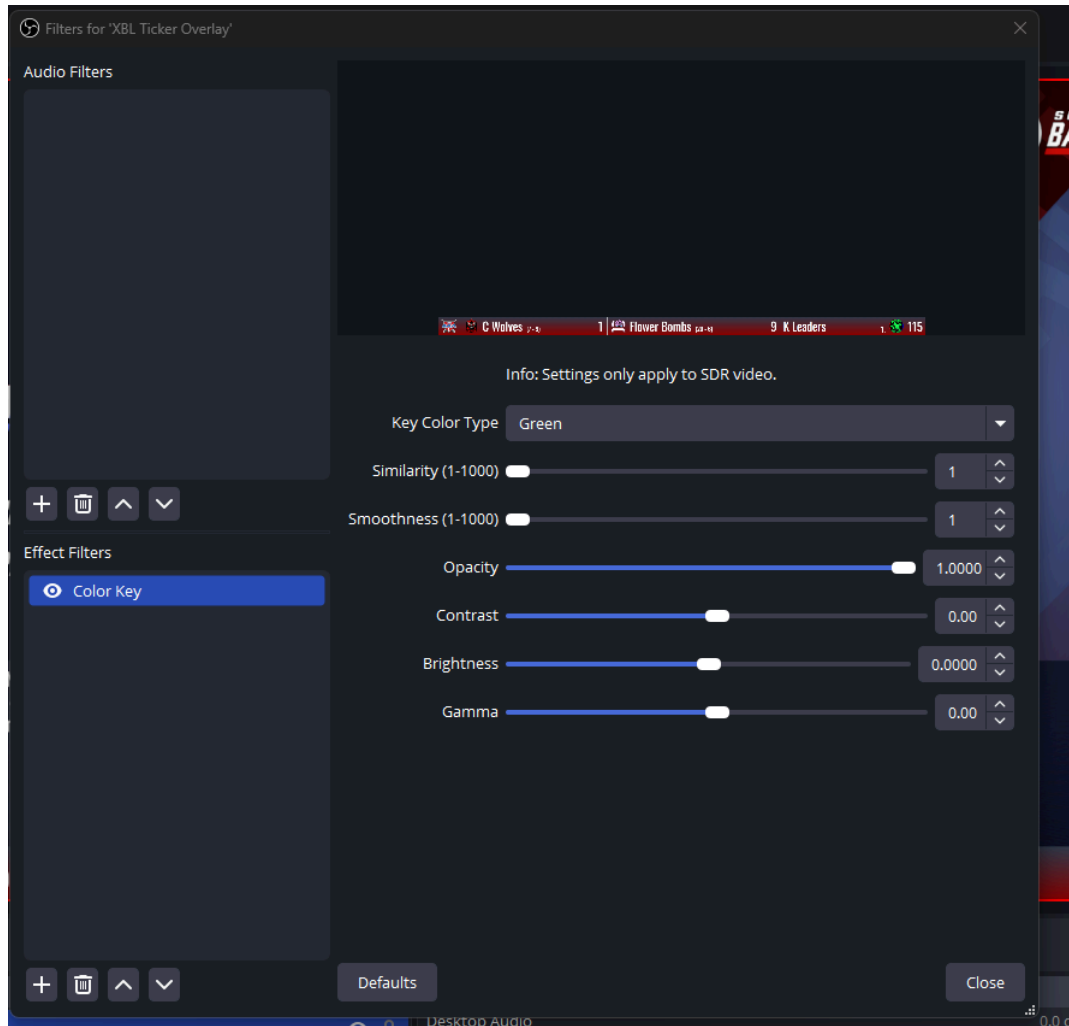 Filters for 'XBL Ticker Overlay'
Audio Filters
C Wolves 1 Flower Bombs 9 K Leaders 1. 115
Info: Settings only apply to SDR video.
Key Color Type Green
Similarity (1-1000) 1
Smoothness (1-1000) 1
Effect Filters
Opacity 1.0000
Color Key
Contrast 0.00
Brightness 0.0000
Gamma 0.00
Defaults
Close
Desktop Audio